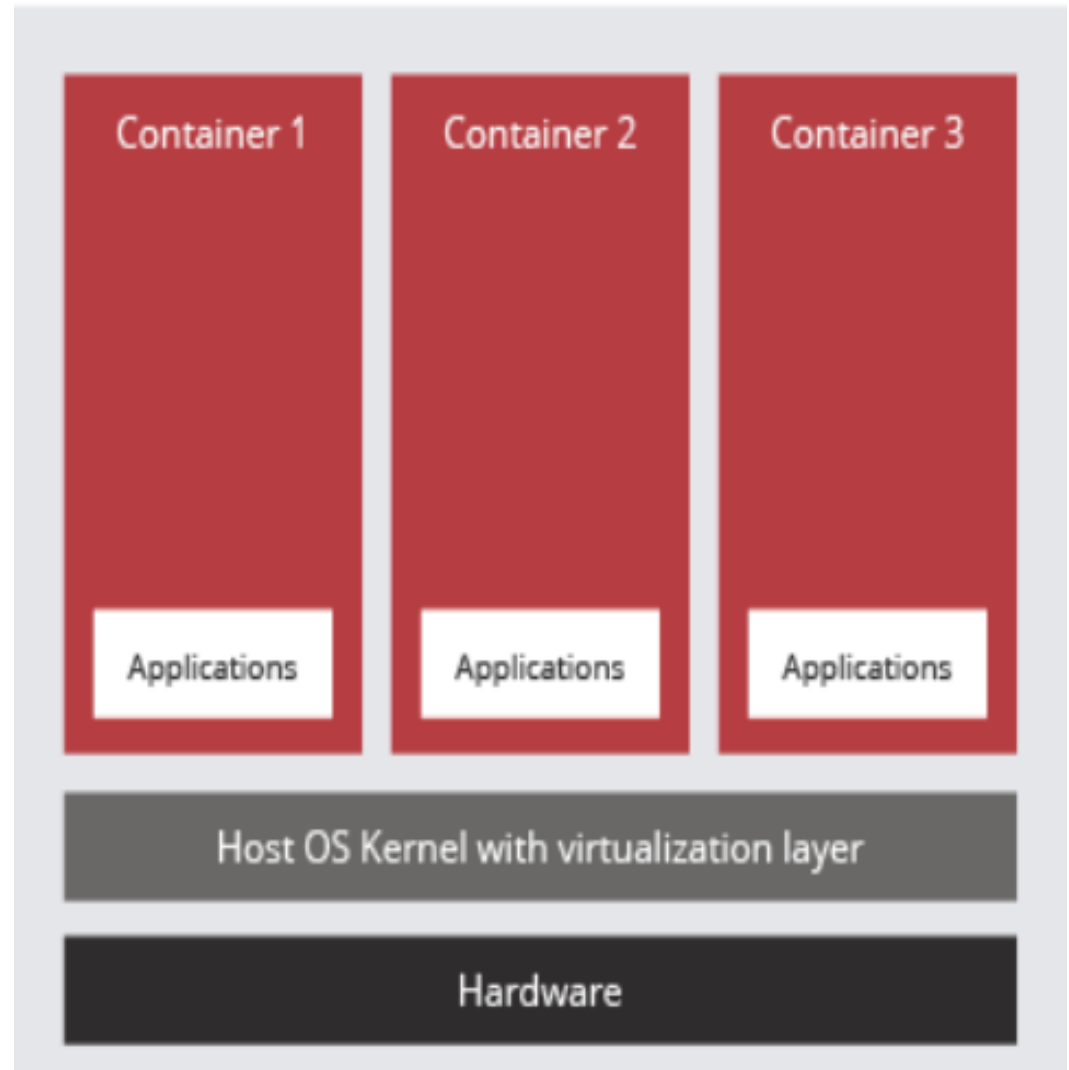 Container 1
Container 2
Container 3
Applications
Applications
Applications
Host OS Kernel with virtualization layer
Hardware